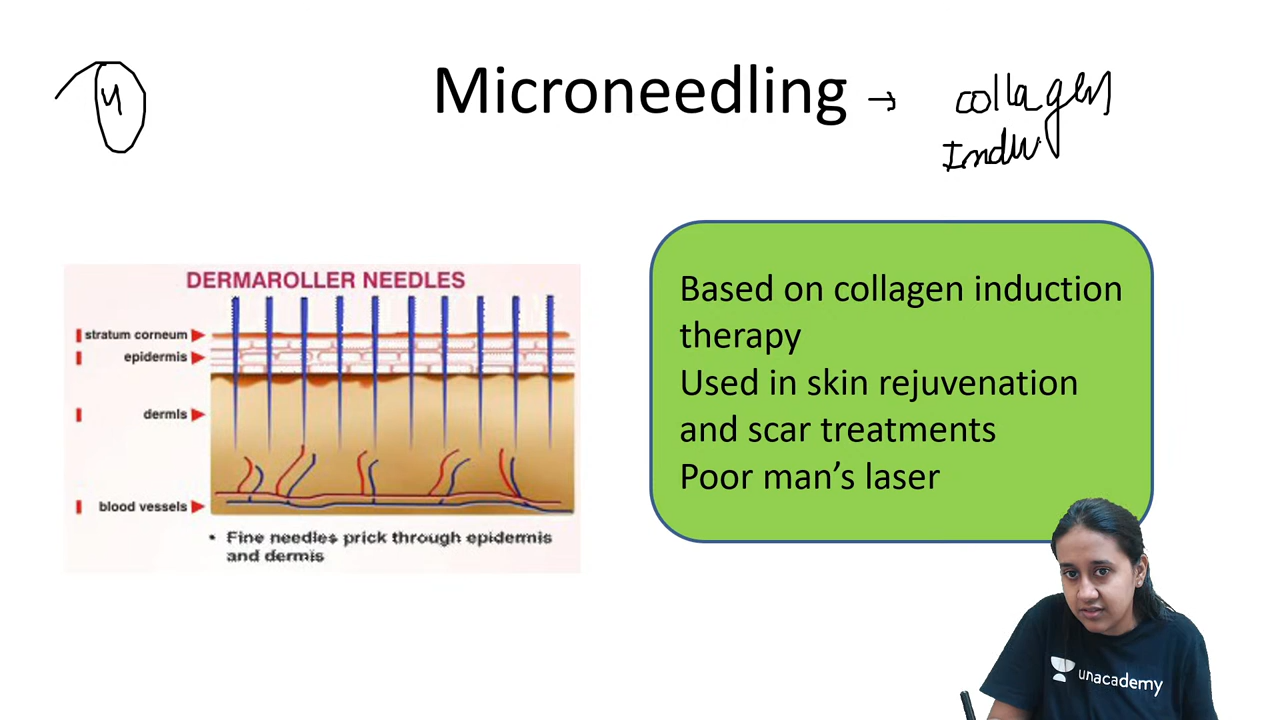 4
Microneedling → collagen
Indu
DERMAROLLER NEEDLES
stratum corneum
epidermis
dermis
blood vessels
• Fine needles prick through epidermis
and dermis
Based on collagen induction
therapy
Used in skin rejuvenation
and scar treatments
Poor man’s laser
unacademy